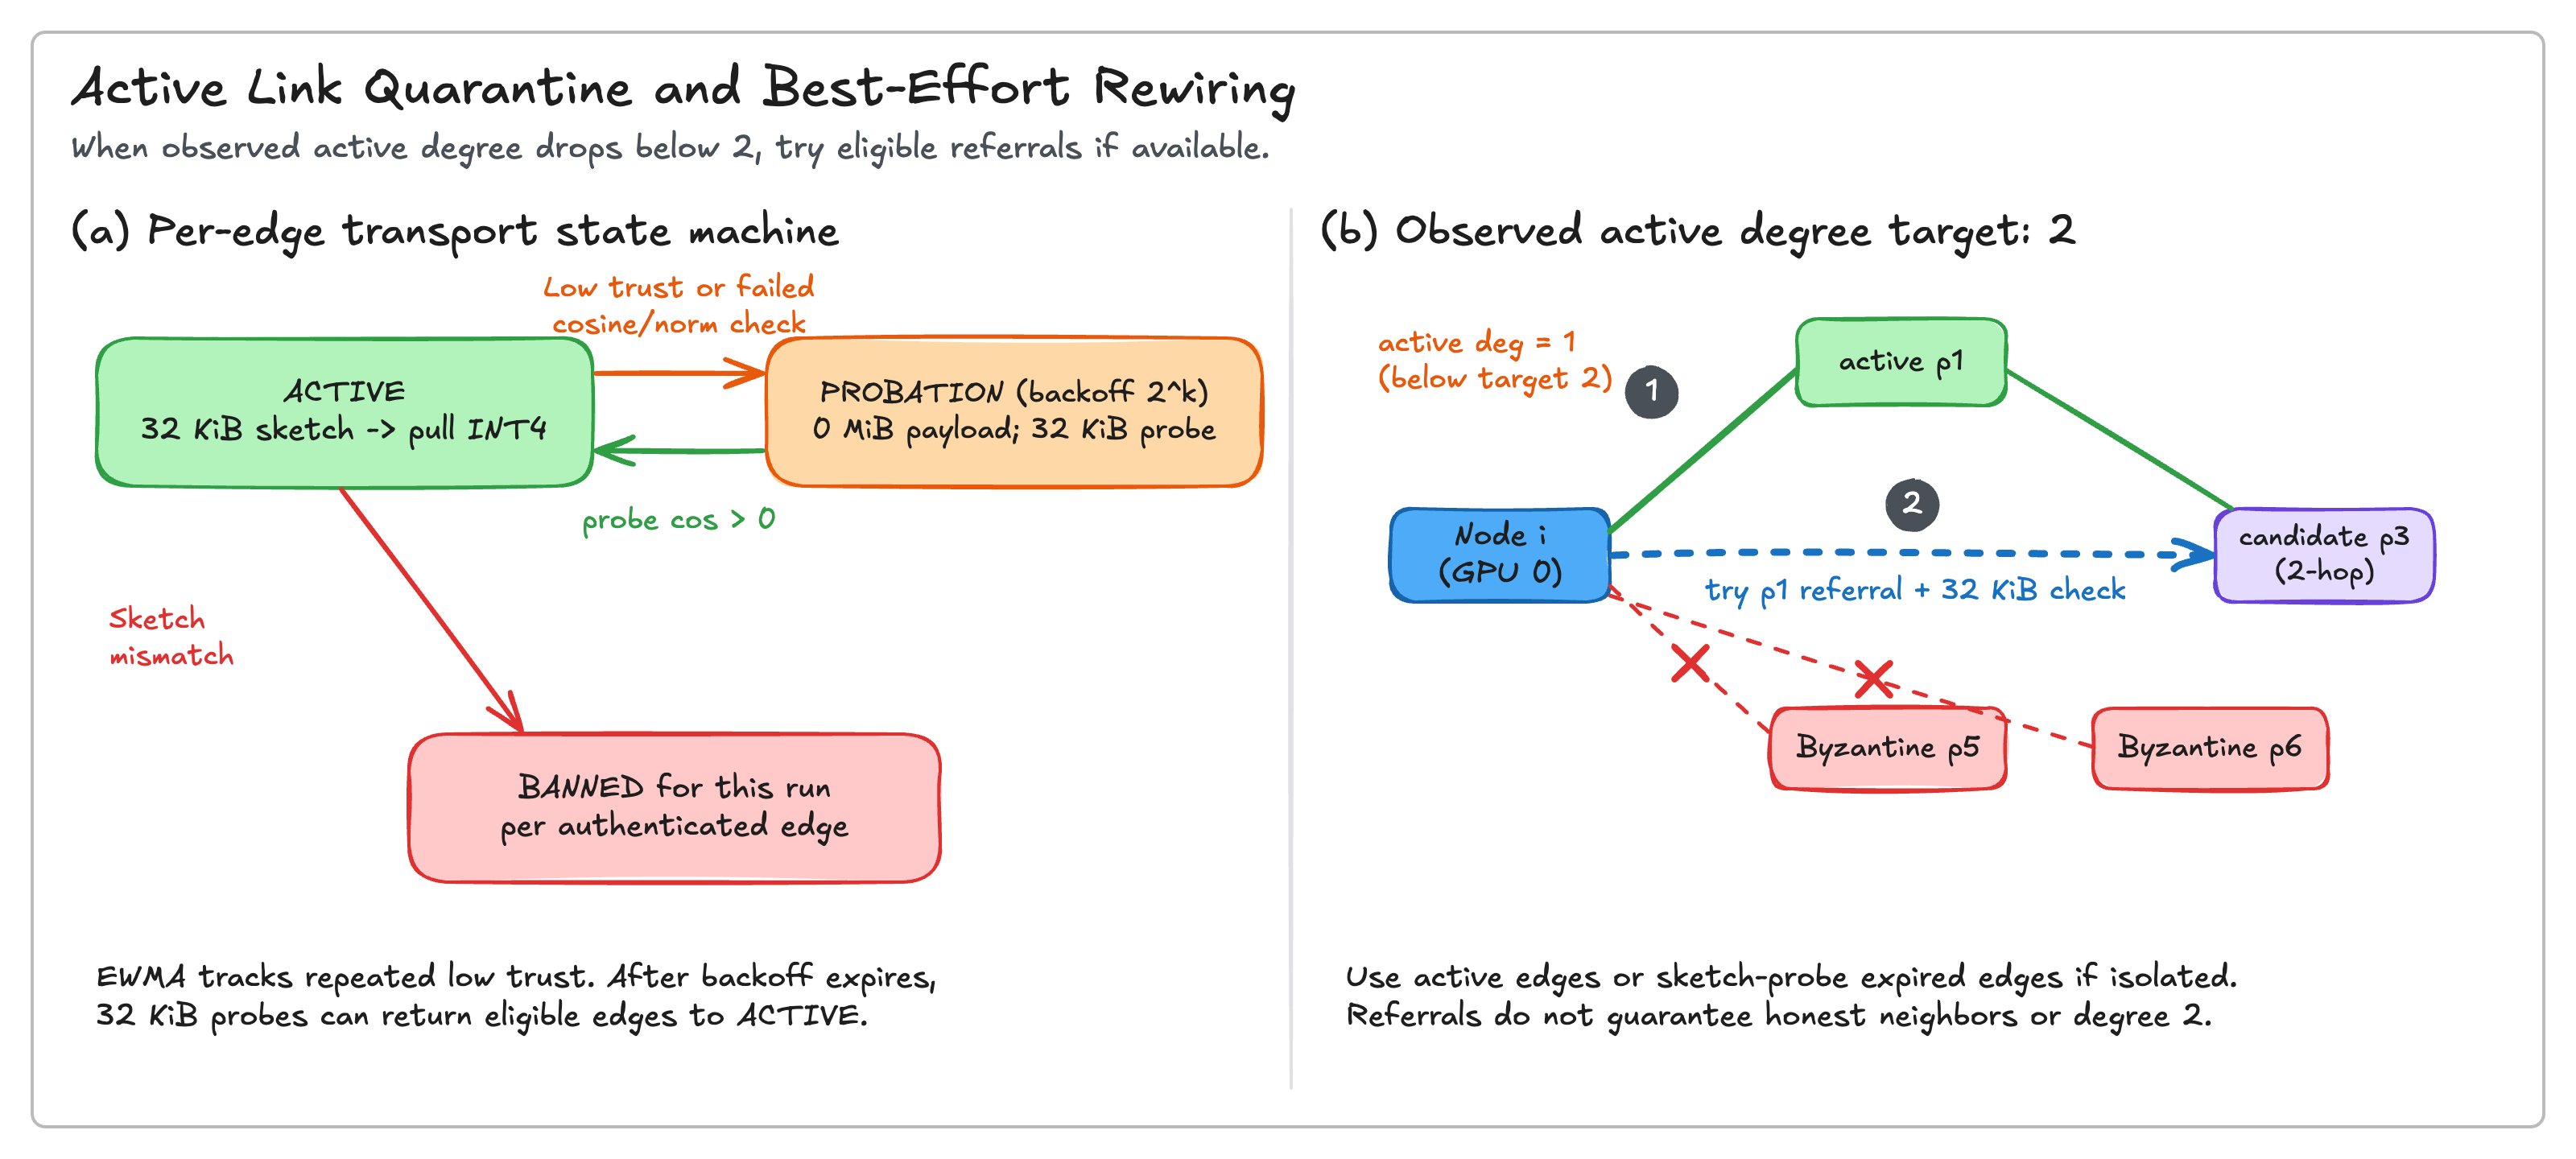 Active Link Quarantine and Best-Effort Rewiring
When observed active degree drops below 2, try eligible referrals if available.
(a) Per-edge transport state machine
Low trust or failed
cosine/norm check
ACTIVE
32 KiB sketch -> pull INT4
PROBATION (backoff 2^k)
0 MiB payload; 32 KiB probe
probe cos > 0
Sketch
mismatch
BANNED for this run
per authenticated edge
EWMA tracks repeated low trust. After backoff expires,
32 KiB probes can return eligible edges to ACTIVE.
(b) Observed active degree target: 2
active deg = 1
(below target 2)
1
active p1
2
Node i
(GPU 0)
candidate p3
(2-hop)
try p1 referral + 32 KiB check
Byzantine p5
Byzantine p6
Use active edges or sketch-probe expired edges if isolated.
Referrals do not guarantee honest neighbors or degree 2.